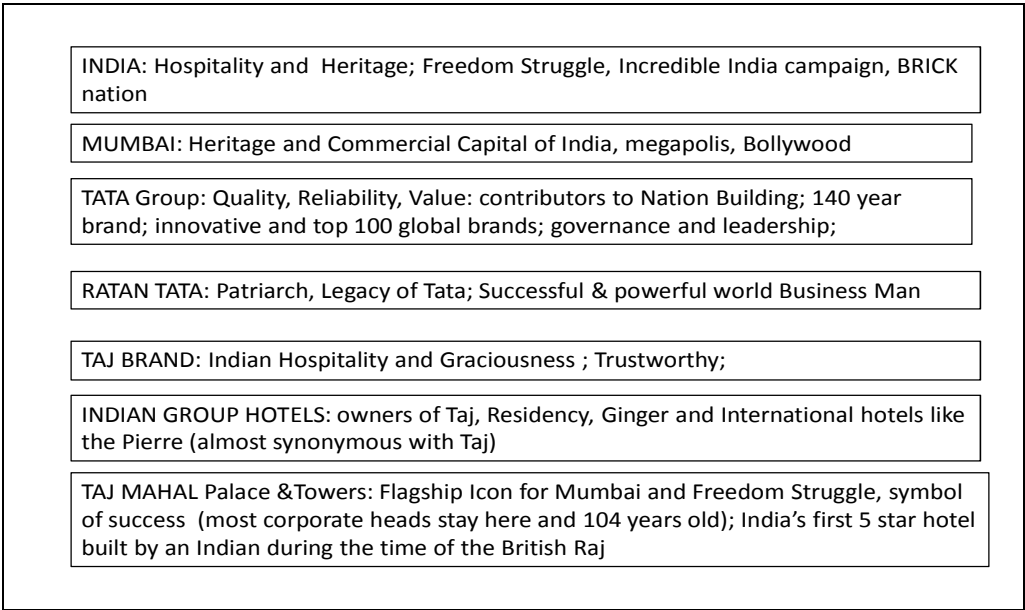 INDIA: Hospitality and  Heritage; Freedom Struggle, Incredible India campaign, BRICK
nation
MUMBAI: Heritage and Commercial Capital of India, megapolis, Bollywood
TATA Group: Quality, Reliability, Value: contributors to Nation Building; 140 year
brand; innovative and top 100 global brands; governance and leadership;
RATAN TATA: Patriarch, Legacy of Tata; Successful & powerful world Business Man
TAJ BRAND: Indian Hospitality and Graciousness ; Trustworthy;
INDIAN GROUP HOTELS: owners of Taj, Residency, Ginger and International hotels like
the Pierre (almost synonymous with Taj)
TAJ MAHAL Palace &Towers: Flagship Icon for Mumbai and Freedom Struggle, symbol
of success  (most corporate heads stay here and 104 years old); India's first 5 star hotel
built by an Indian during the time of the British Raj